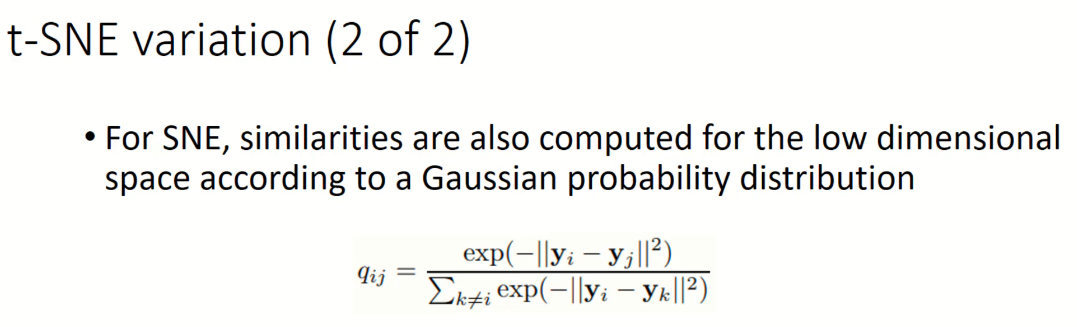 t-SNE variation (2 of 2)
• For SNE, similarities are also computed for the low dimensional
space according to a Gaussian probability distribution
q_{ij} = \frac{\exp(-||\mathbf{y}_i - \mathbf{y}_j||^2)}{\sum_{k \neq i} \exp(-||\mathbf{y}_i - \mathbf{y}_k||^2)}